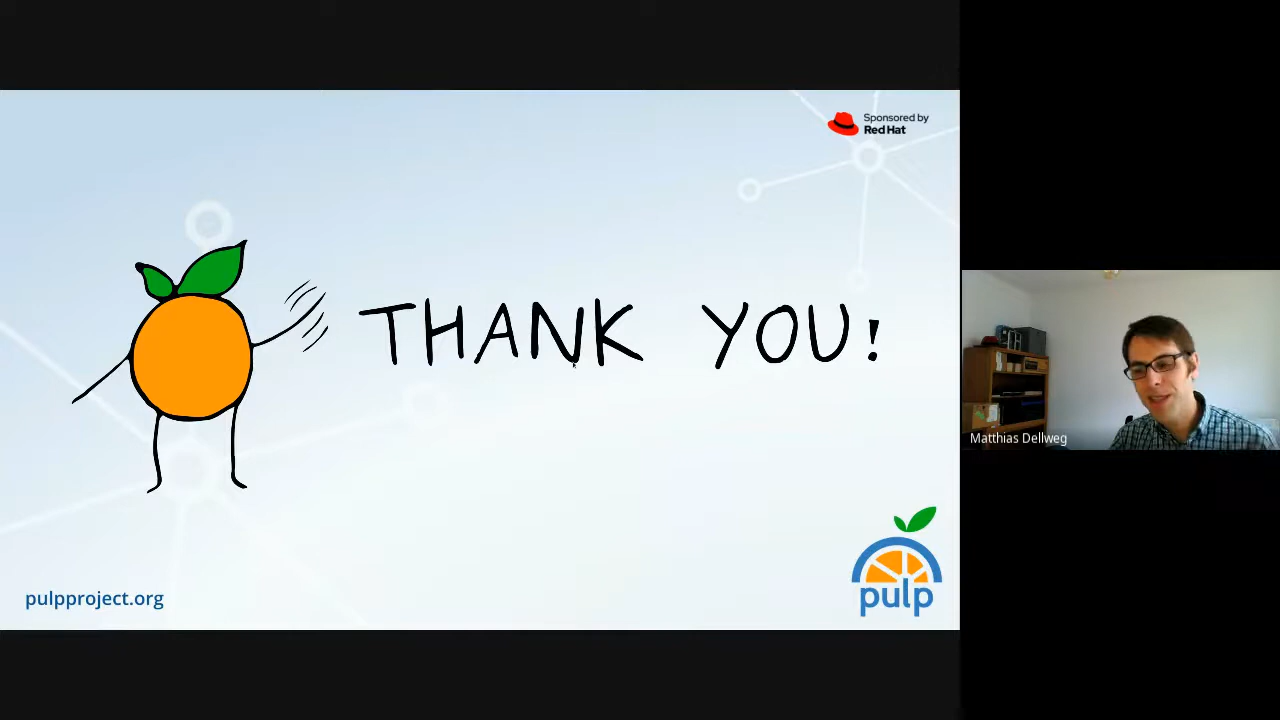 Sponsored by
Red Hat
THANK YOU!
Matthias Dellweg
pulpproject.org
pulp